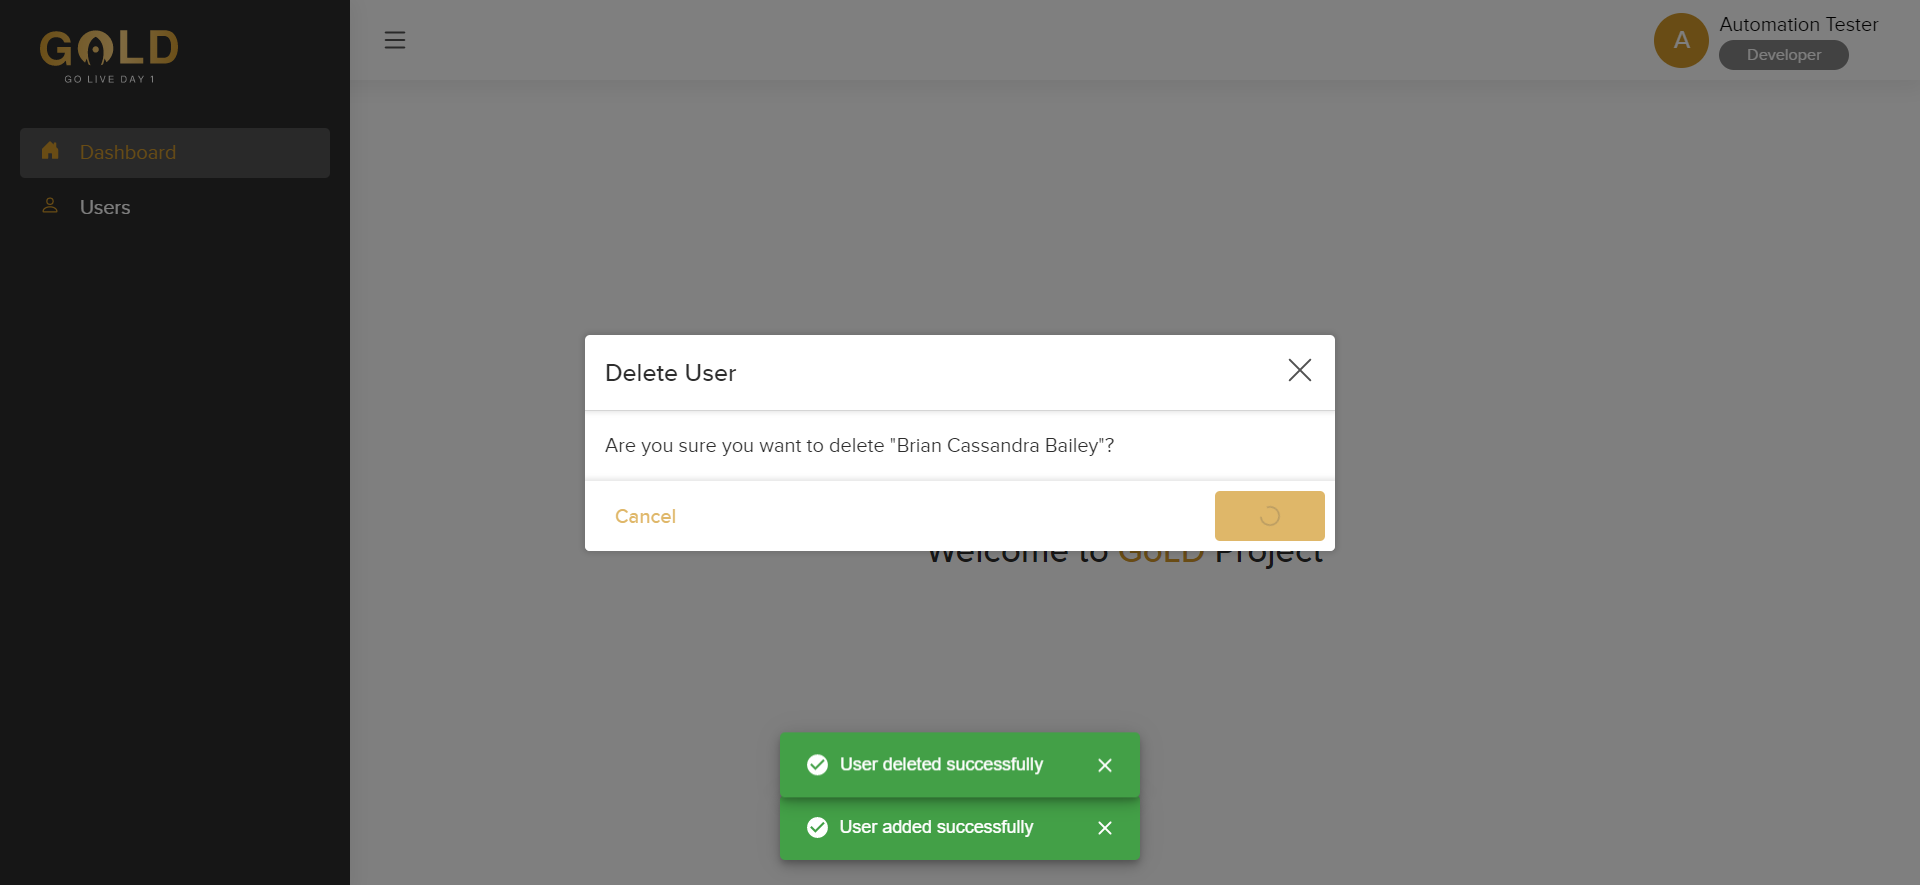 GOLD
GO LIVE DAY 1
Dashboard
Users
A
Automation Tester
Developer
Delete User
Are you sure you want to delete "Brian Cassandra Bailey"?
Cancel
Welcome to GoLD Project
User deleted successfully
User added successfully